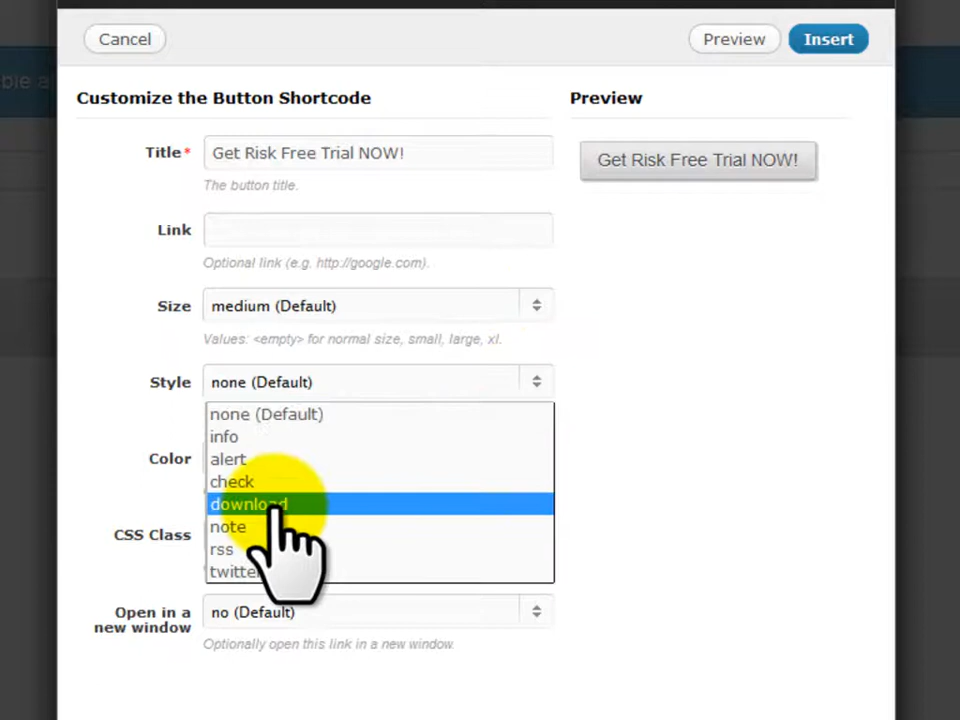 Cancel
Preview
Insert
ble a
Customize the Button Shortcode
Preview
Title*
Get Risk Free Trial NOW!
Get Risk Free Trial NOW!
The button title.
Link
Optional link (e.g. http://google.com).
Size
medium (Default)
Values: <empty> for normal size, small, large, xl.
Style
none (Default)
none (Default)
info
alert
Color
check
download
note
CSS Class
rss
twitter
Open in a
new window
no (Default)
Optionally open this link in a new window.